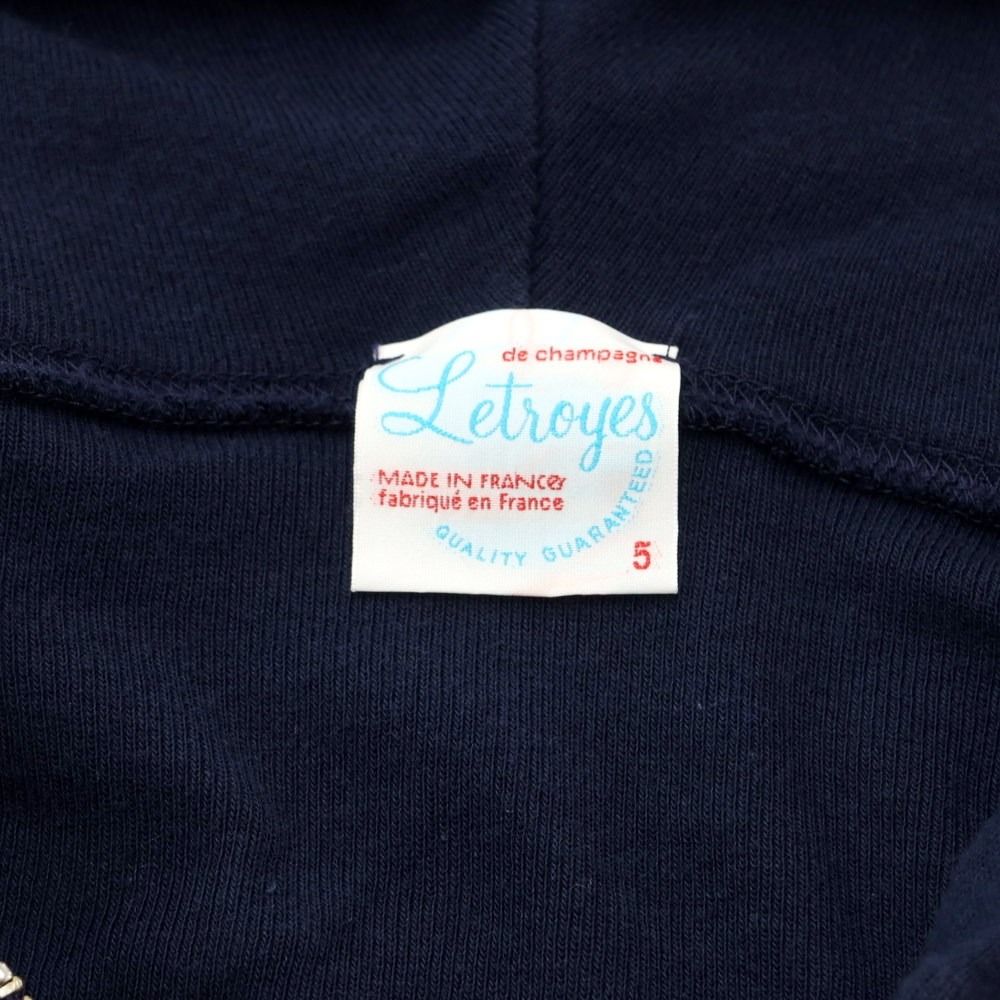 de champagne
Letroyes
MADE IN FRANCE
fabriqué en France
QUALITY GUARANTEED
5